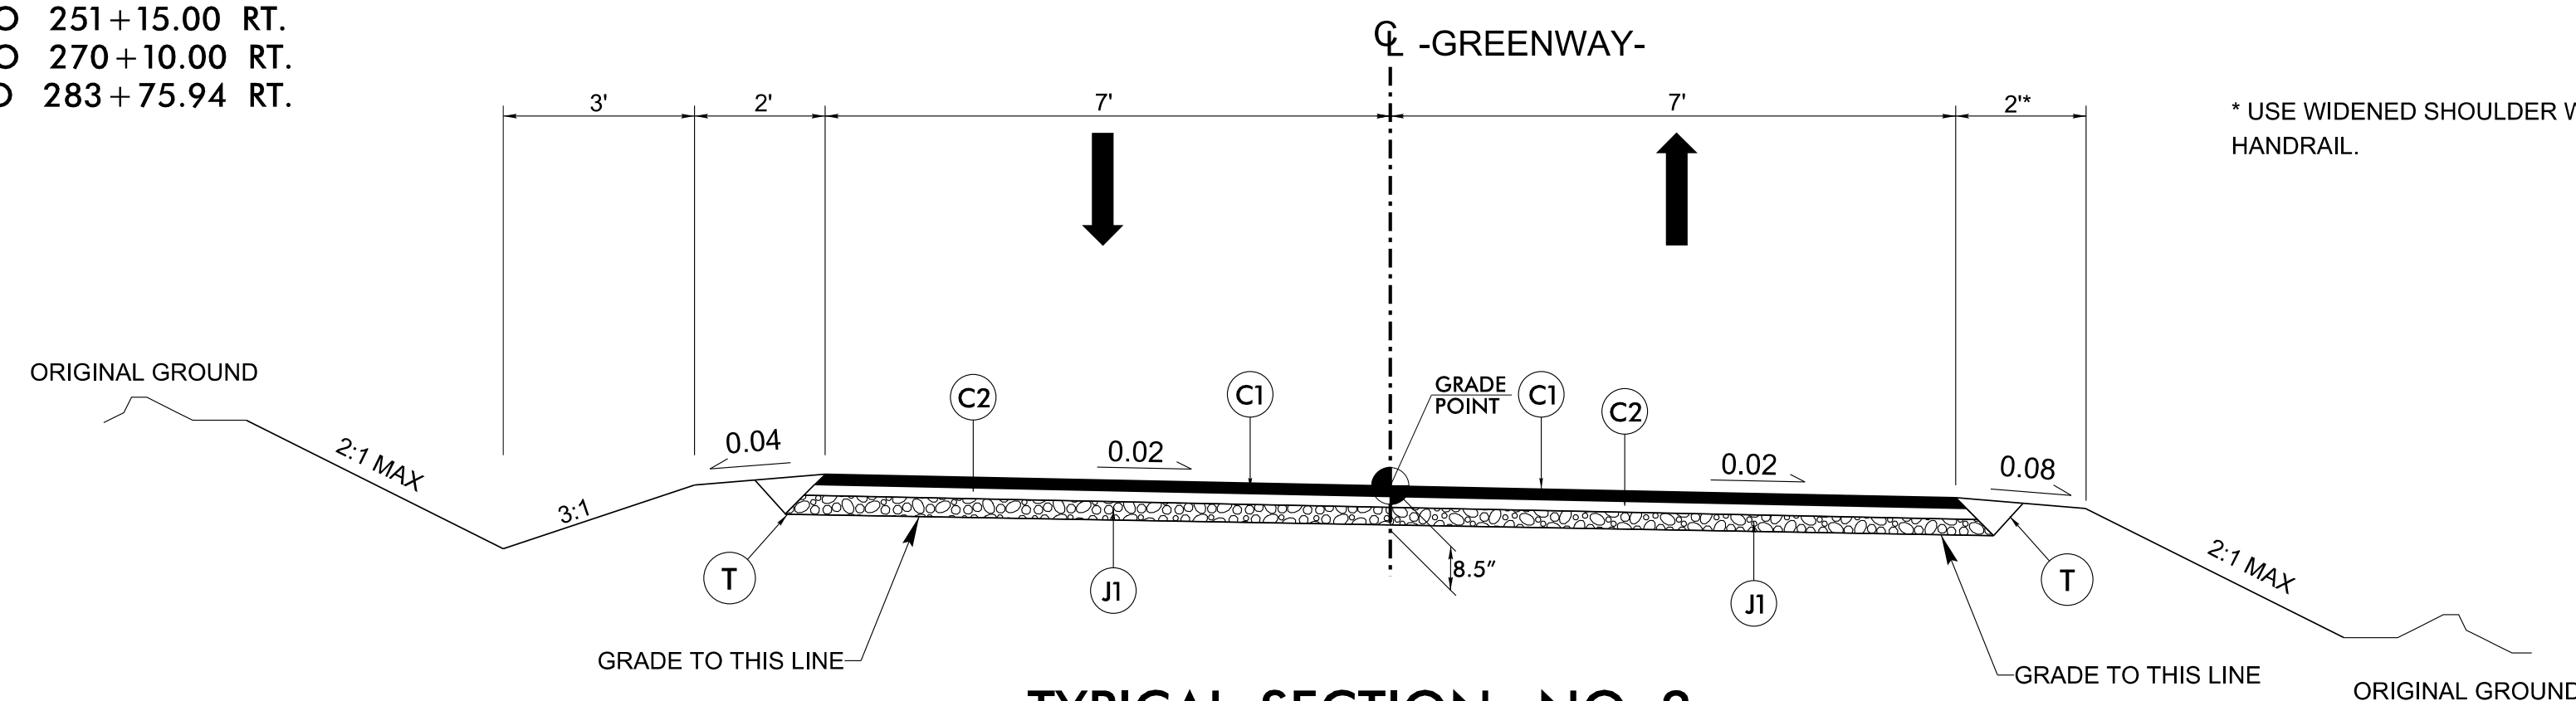 251+15.00 RT.
270+10.00 RT.
283+75.94 RT.
℄ -GREENWAY-
3'
2'
7'
7'
2'*
* USE WIDENED SHOULDER
HANDRAIL.
ORIGINAL GROUND
2:1 MAX
3:1
0.04
C2
0.02
C1
GRADE
POINT
C1
C2
0.02
0.08
2:1 MAX
T
J1
8.5"
J1
T
GRADE TO THIS LINE
GRADE TO THIS LINE
ORIGINAL GROUND
TYPICAL SECTION NO.